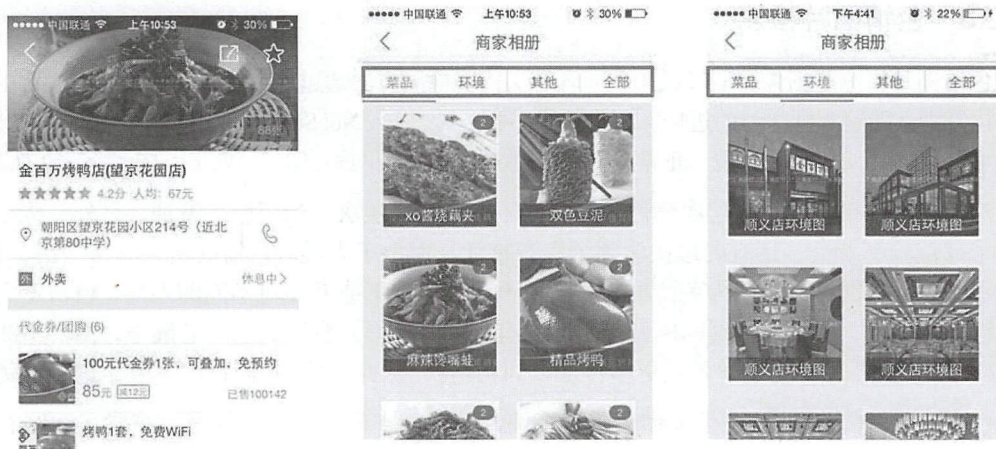 中国联通 上午10:53 30%
金百万烤鸭店(望京花园店)
4.2分 人均：67元
朝阳区望京花园小区214号（近北
京第80中学）
外 外卖 休息中
代金券/团购 (6)
100元代金券1张，可叠加，免预约
85元 减12元 已售100142
烤鸭1套，免费WiFi
中国联通 上午10:53 30%
商家相册
菜品 环境 其他 全部
2 2
xo酱烧藕夹 双色豆泥
2 2
麻辣馋嘴蛙 精品烤鸭
2 2
中国联通 下午4:41 22%
商家相册
菜品 环境 其他 全部
顺义店环境图 顺义店环境图
顺义店环境图 顺义店环境图